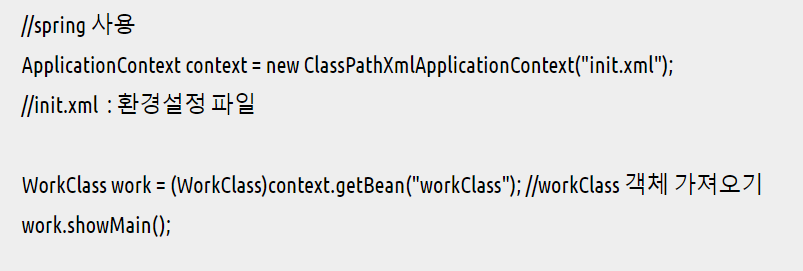 //spring 사용
ApplicationContext context = new ClassPathXmlApplicationContext("init.xml");
//init.xml : 환경설정 파일
WorkClass work = (WorkClass)context.getBean("workClass"); //workClass 객체 가져오기
work.showMain();